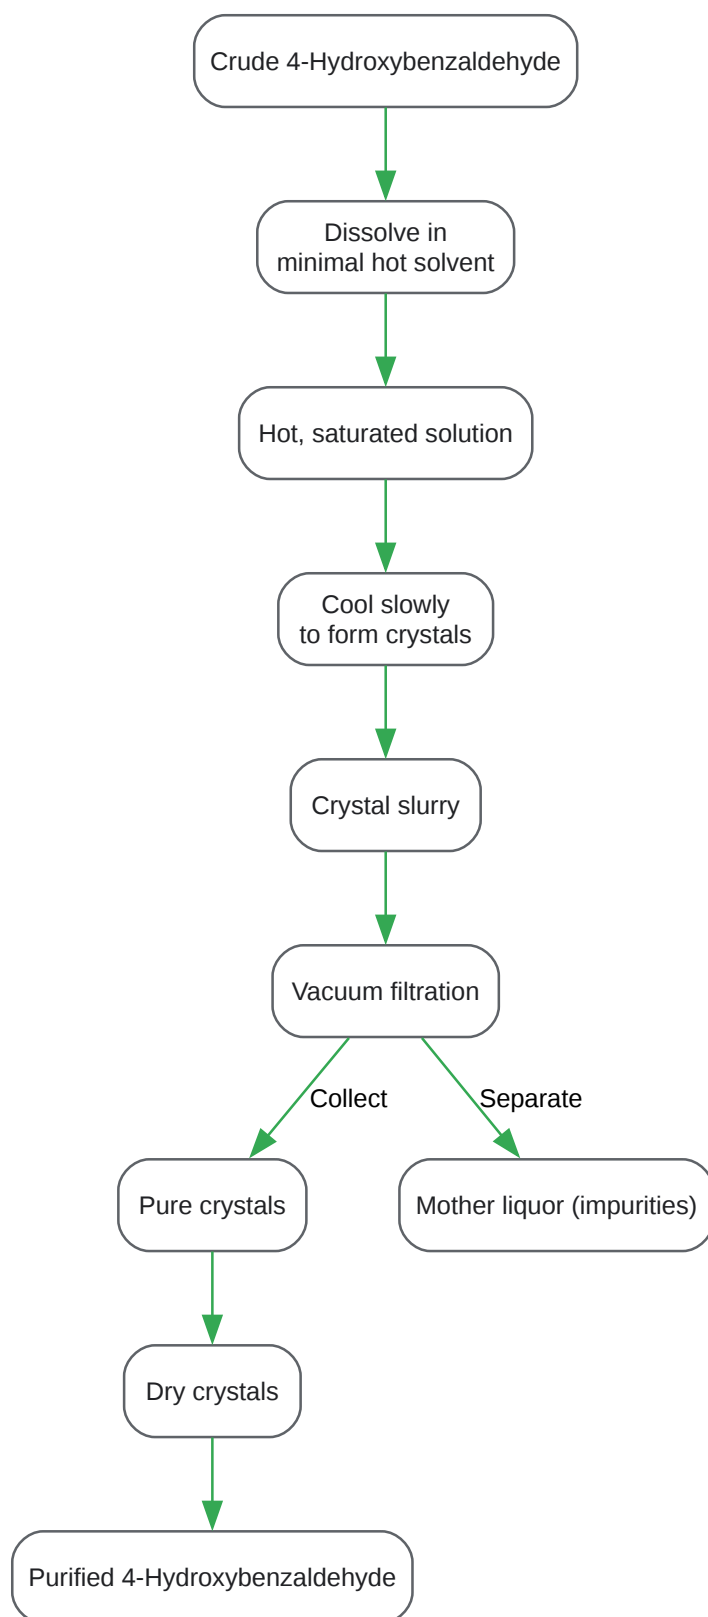 Crude 4-Hydroxybenzaldehyde
Dissolve in
minimal hot solvent
Hot, saturated solution
Cool slowly
to form crystals
Crystal slurry
Vacuum filtration
Collect
Separate
Pure crystals
Mother liquor (impurities)
Dry crystals
Purified 4-Hydroxybenzaldehyde